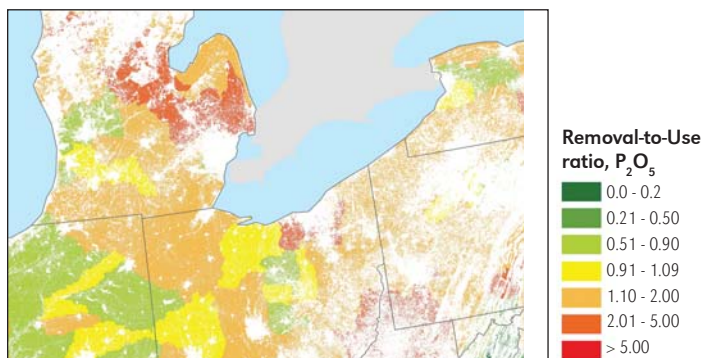 Removal-to-Use
ratio, P₂O₅
0.0 - 0.2
0.21 - 0.50
0.51 - 0.90
0.91 - 1.09
1.10 - 2.00
2.01 - 5.00
> 5.00